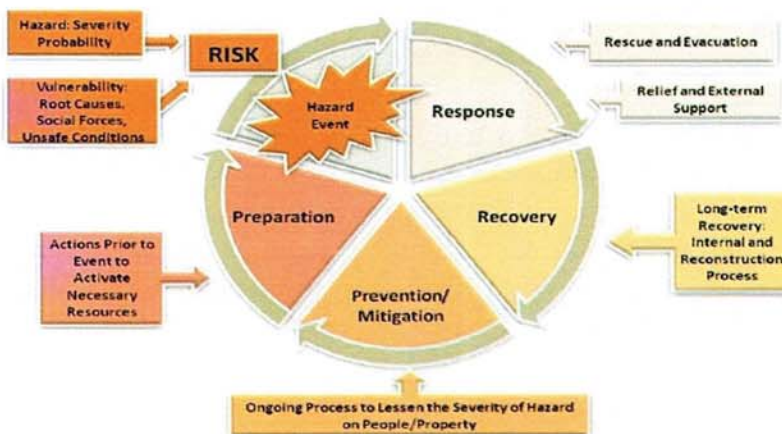 Hazard: Severity
Probability
RISK
Vulnerability:
Root Causes,
Social Forces,
Unsafe Conditions
Hazard
Event
Response
Rescue and Evacuation
Relief and External
Support
Preparation
Recovery
Long-term
Recovery:
Internal and
Reconstruction
Process
Actions Prior to
Event to
Activate
Necessary
Resources
Prevention/
Mitigation
Ongoing Process to Lessen the Severity of Hazard
on People/Property